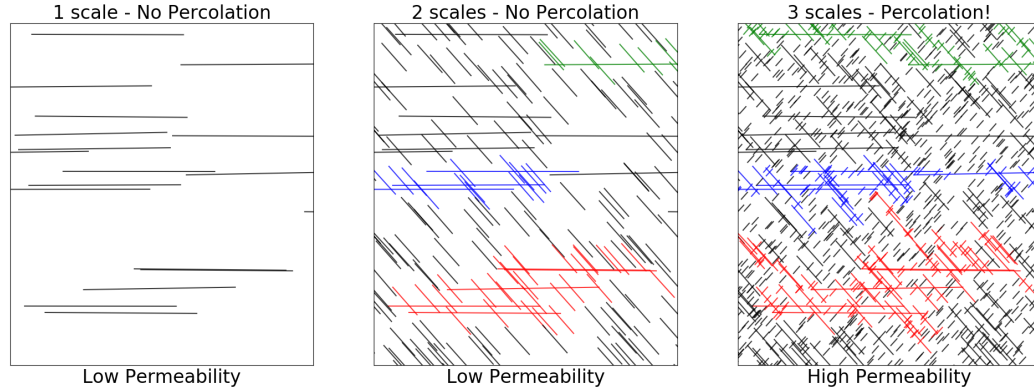 1 scale - No Percolation
2 scales - No Percolation
3 scales - Percolation!
Low Permeability
Low Permeability
High Permeability